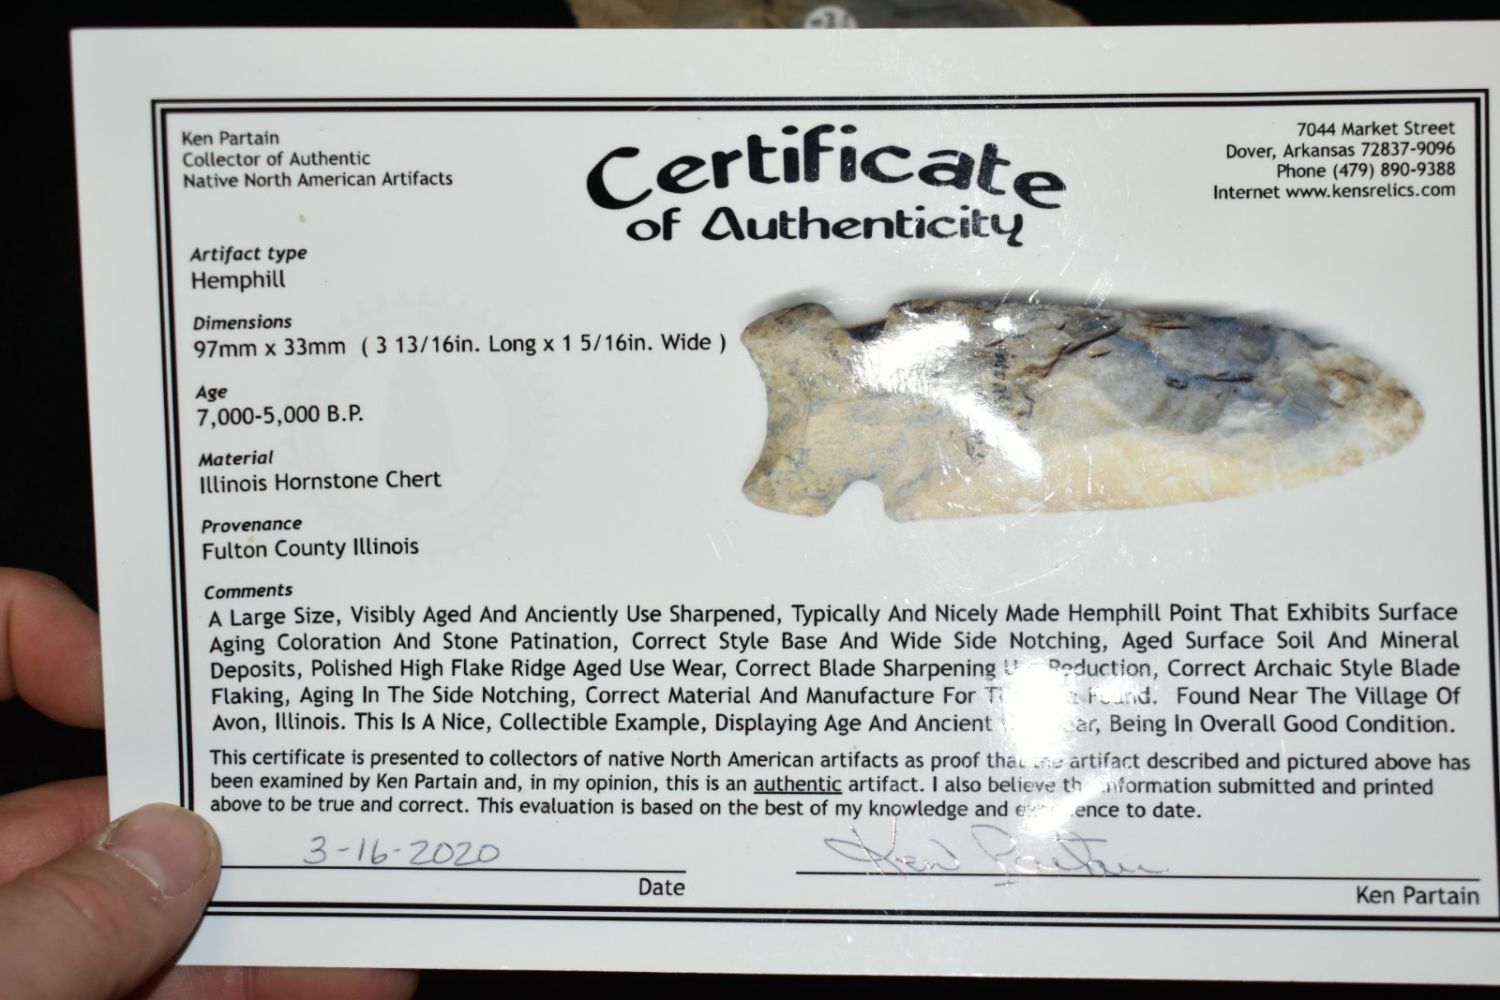 Ken Partain
Collector of Authentic
Native North American Artifacts
Certificate
of Authenticity
7044 Market Street
Dover, Arkansas 72837-9096
Phone (479) 890-9388
Internet www.kensrelics.com
Artifact type
Hemphill
Dimensions
97mm x 33mm ( 3 13/16in. Long x 1 5/16in. Wide )
Age
7,000-5,000 B.P.
Material
Illinois Hornstone Chert
Provenance
Fulton County Illinois
Comments
A Large Size, Visibly Aged And Anciently Use Sharpened, Typically And Nicely Made Hemphill Point That Exhibits Surface
Aging Coloration And Stone Patination, Correct Style Base And Wide Side Notching, Aged Surface Soil And Mineral
Deposits, Polished High Flake Ridge Aged Use Wear, Correct Blade Sharpening Reduction, Correct Archaic Style Blade
Flaking, Aging In The Side Notching, Correct Material And Manufacture For Found. Found Near The Village Of
Avon, Illinois. This Is A Nice, Collectible Example, Displaying Age And Ancient Being In Overall Good Condition.
This certificate is presented to collectors of native North American artifacts as proof that the artifact described and pictured above has
been examined by Ken Partain and, in my opinion, this is an authentic artifact. I also believe the information submitted and printed
above to be true and correct. This evaluation is based on the best of my knowledge and experience to date.
3-16-2020
Ken Partain
Date
Ken Partain